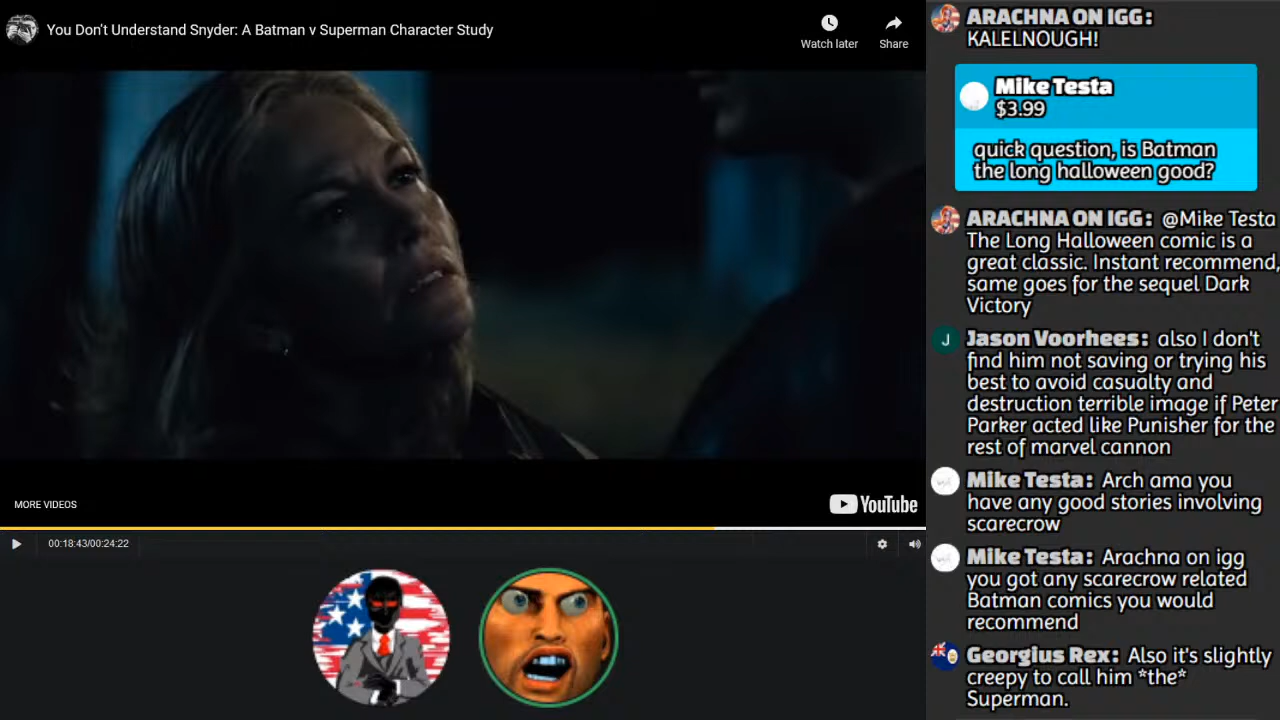 You Don't Understand Snyder: A Batman v Superman Character Study
Watch later
Share
MORE VIDEOS
YouTube
00:18:43/00:24:22
ARACHNA ON IGG:
KALELNOUGH!
Mike Testa
$3.99
quick question, is Batman
the long halloween good?
ARACHNA ON IGG: @Mike Testa
The Long Halloween comic is a
great classic. Instant recommend,
same goes for the sequel Dark
Victory
J
Jason Voorhees: also I don't
find him not saving or trying his
best to avoid casualty and
destruction terrible image if Peter
Parker acted like Punisher for the
rest of marvel cannon
Mike Testa: Arch ama you
have any good stories involving
scarecrow
Mike Testa: Arachna on igg
you got any scarecrow related
Batman comics you would
recommend
Georgius Rex: Also it's slightly
creepy to call him *the*
Superman.